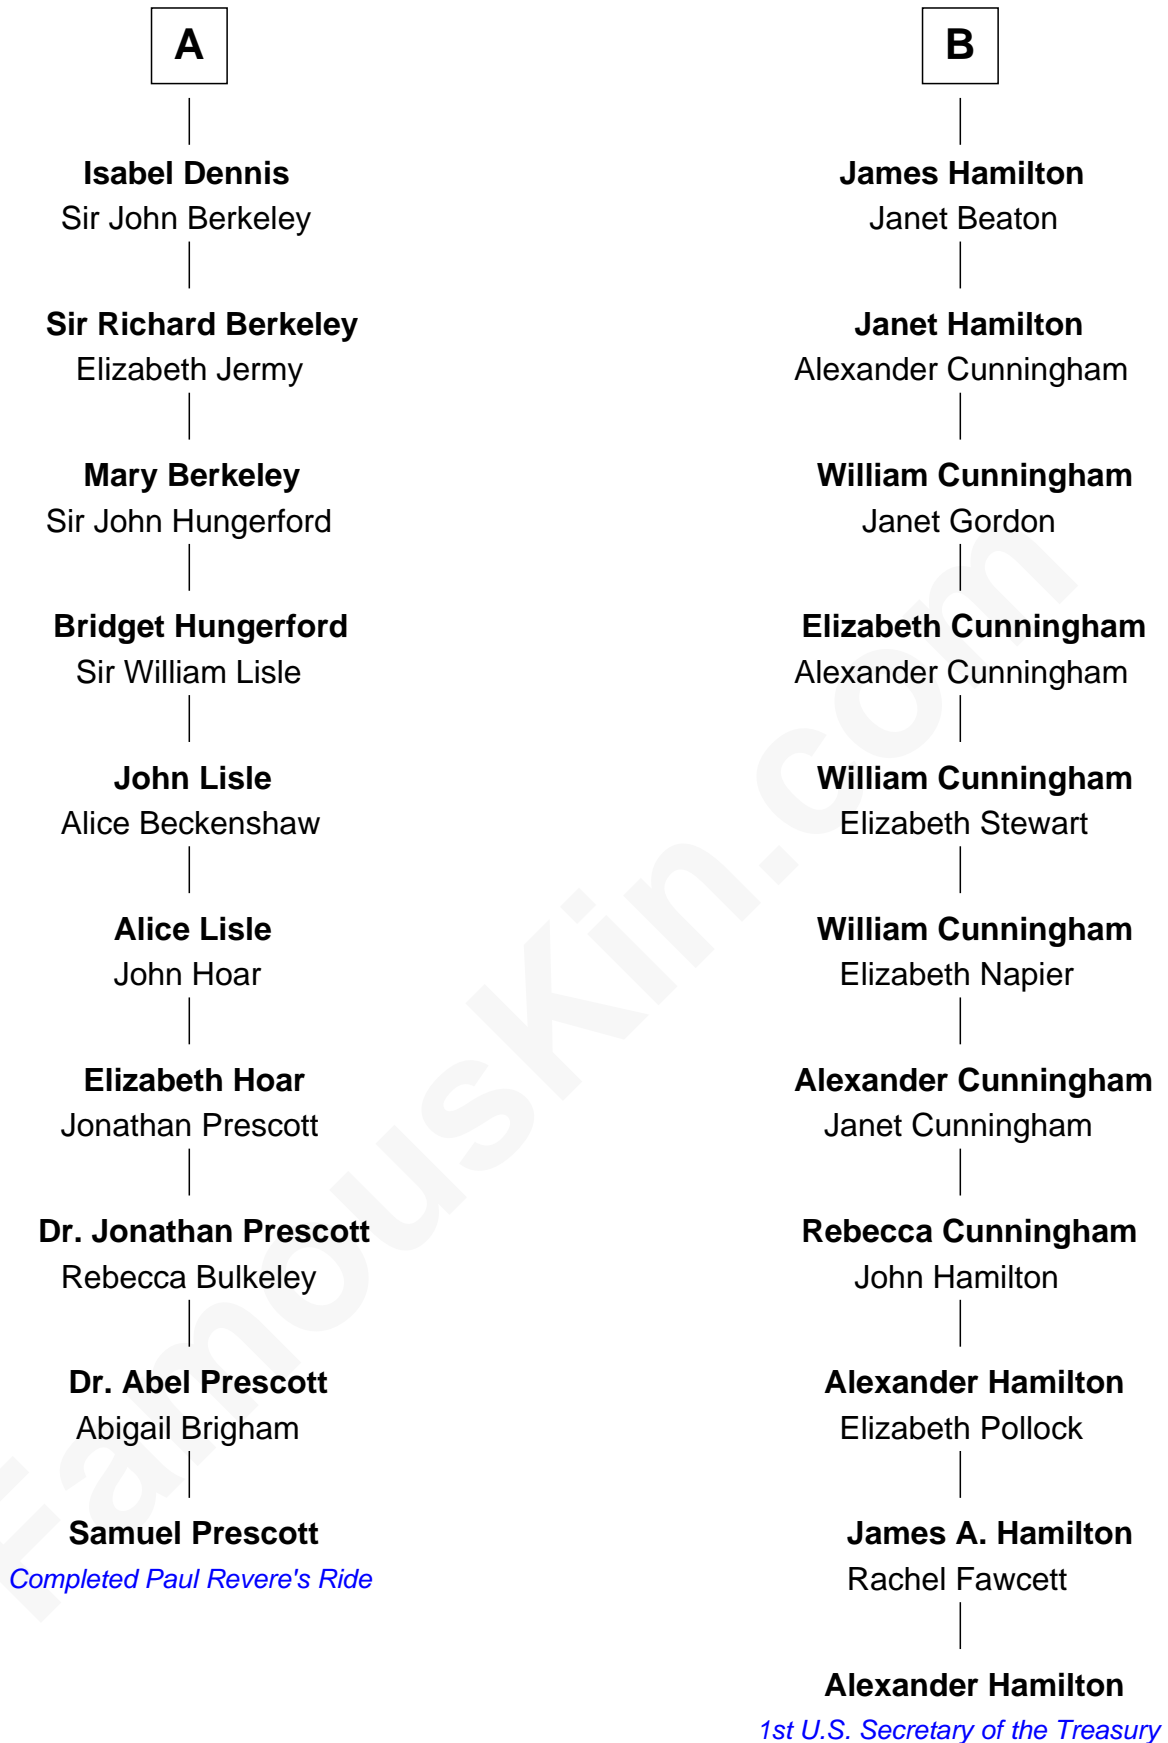 A
Isabel Dennis
Sir John Berkeley
Sir Richard Berkeley
Elizabeth Jermy
Mary Berkeley
Sir John Hungerford
Bridget Hungerford
Sir William Lisle
John Lisle
Alice Beckenshaw
Alice Lisle
John Hoar
Elizabeth Hoar
Jonathan Prescott
Dr. Jonathan Prescott
Rebecca Bulkeley
Dr. Abel Prescott
Abigail Brigham
Samuel Prescott
Completed Paul Revere's Ride
B
James Hamilton
Janet Beaton
Janet Hamilton
Alexander Cunningham
William Cunningham
Janet Gordon
Elizabeth Cunningham
Alexander Cunningham
William Cunningham
Elizabeth Stewart
William Cunningham
Elizabeth Napier
Alexander Cunningham
Janet Cunningham
Rebecca Cunningham
John Hamilton
Alexander Hamilton
Elizabeth Pollock
James A. Hamilton
Rachel Fawcett
Alexander Hamilton
1st U.S. Secretary of the Treasury
FamousKin.com